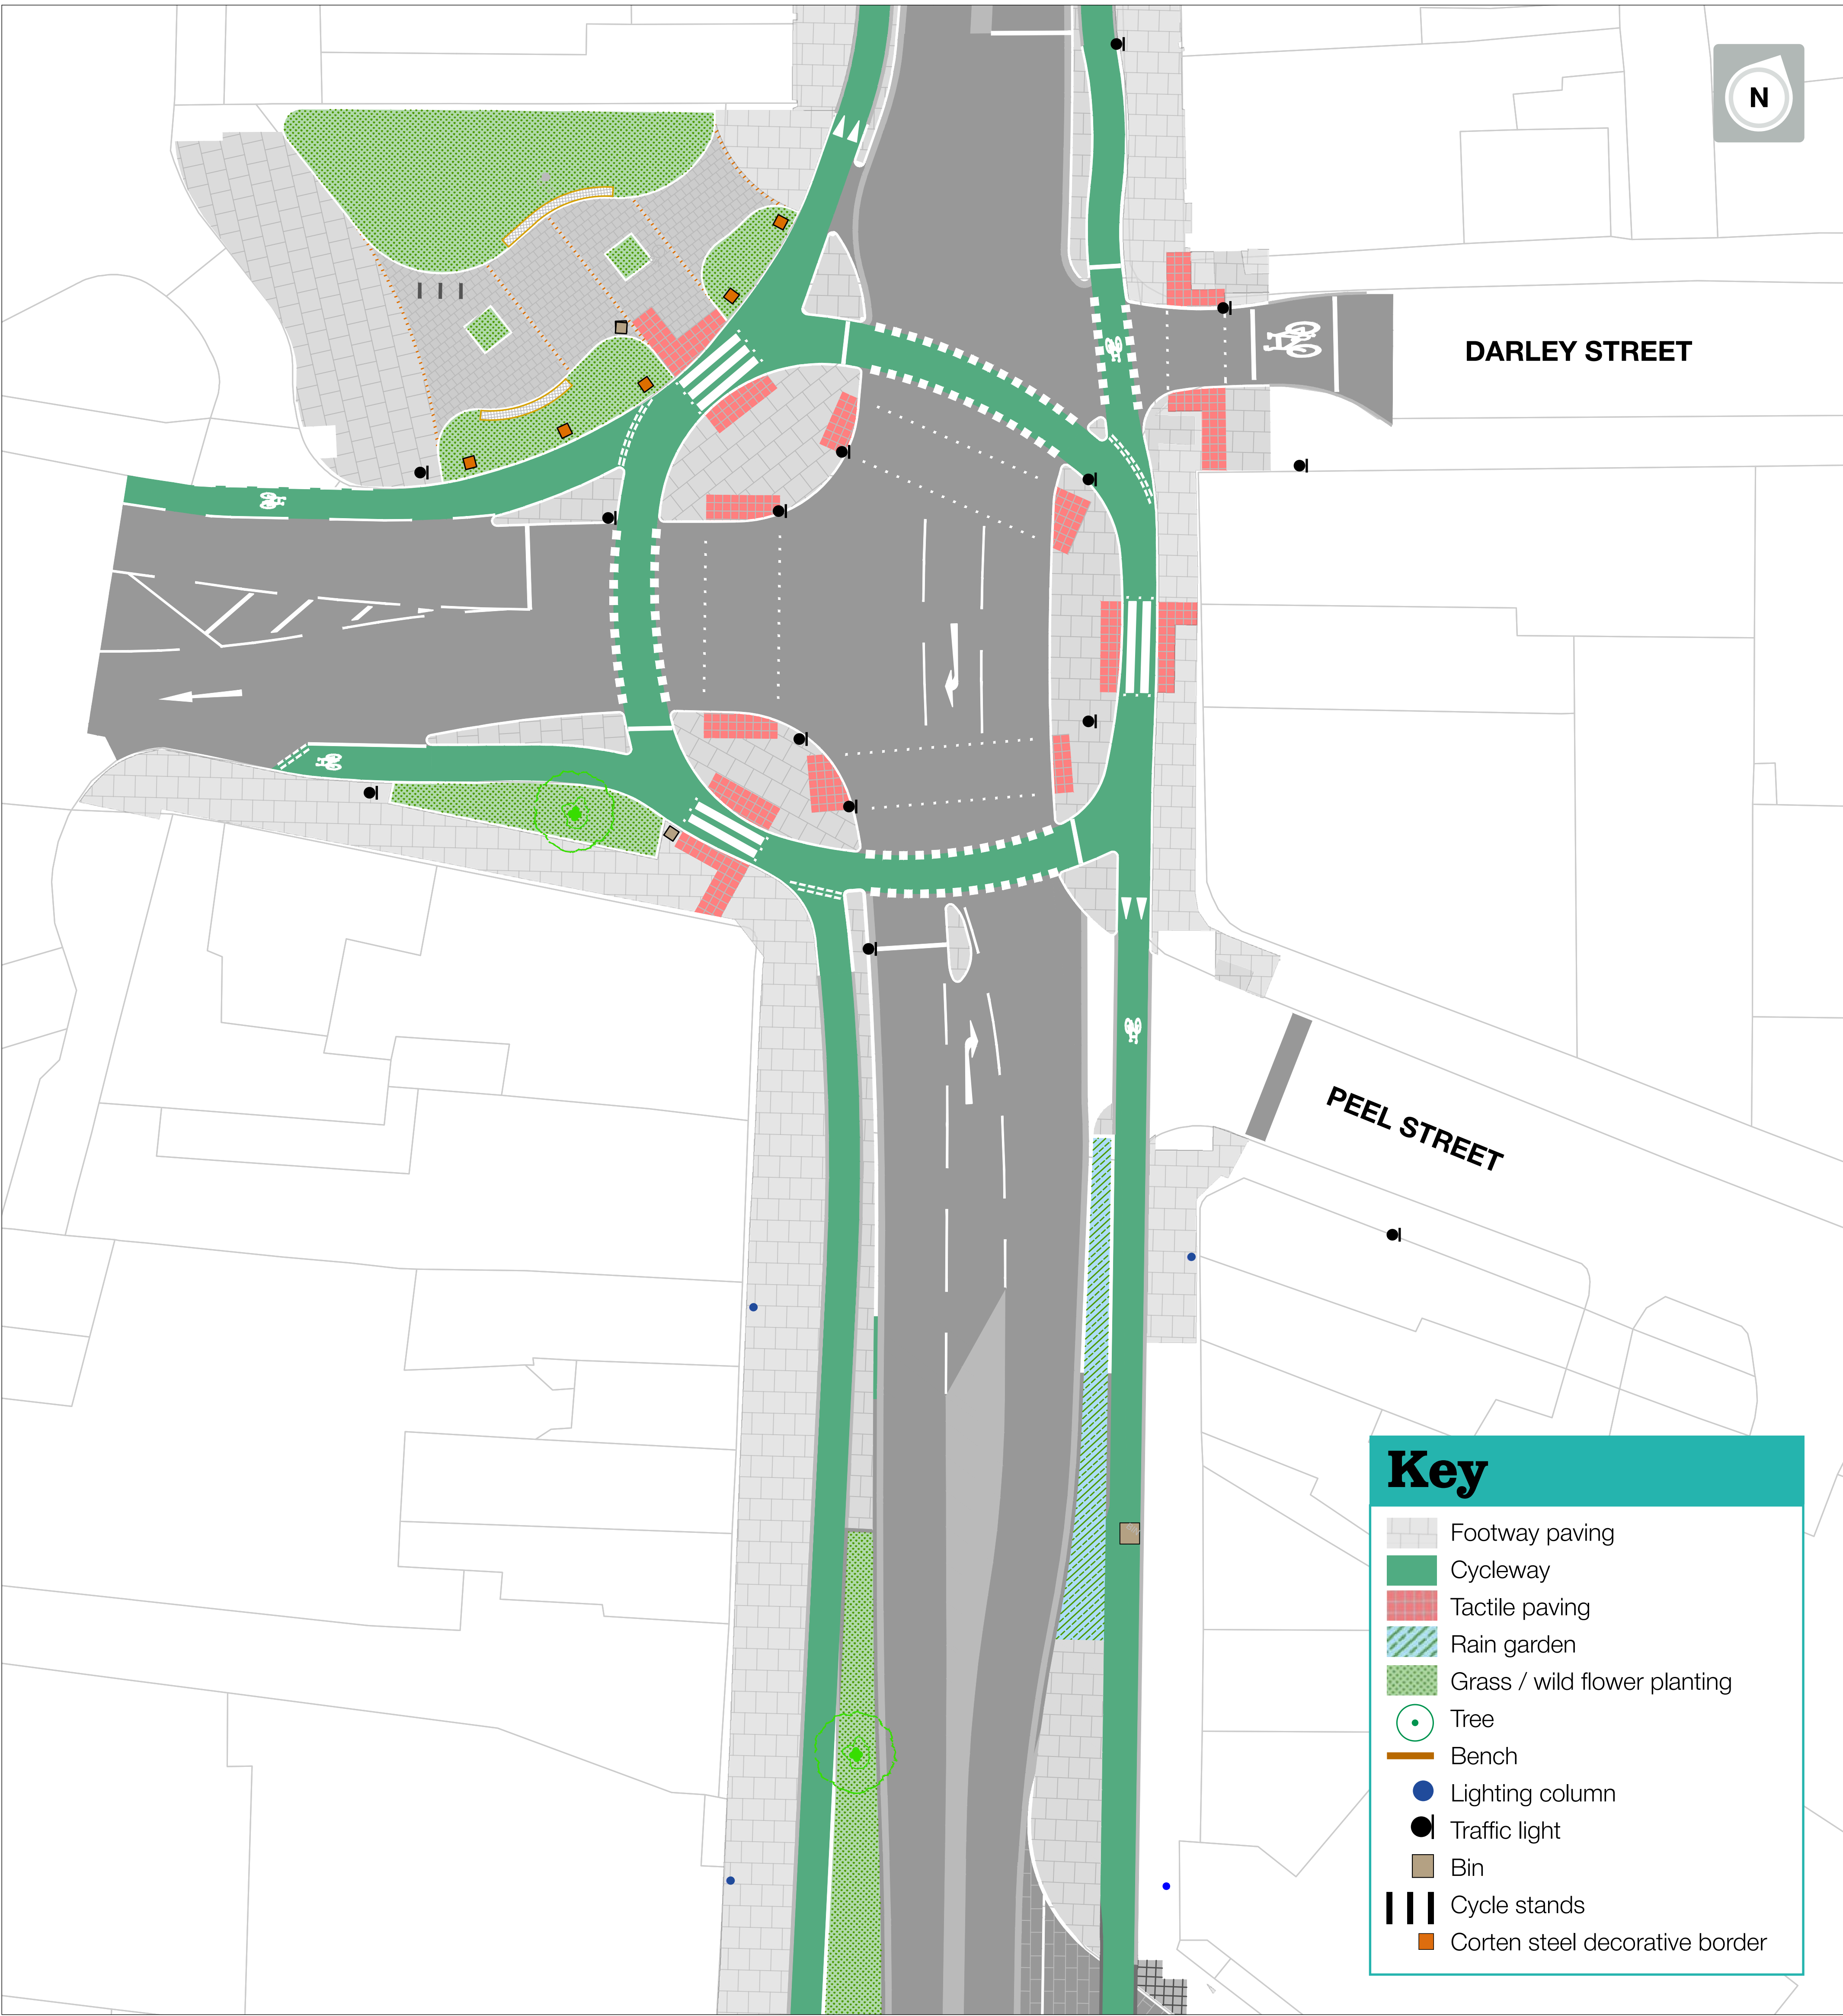 N
DARLEY STREET
PEEL STREET
Key
Footway paving
Cycleway
Tactile paving
Rain garden
Grass / wild flower planting
Tree
Bench
Lighting column
Traffic light
Bin
Cycle stands
Corten steel decorative border